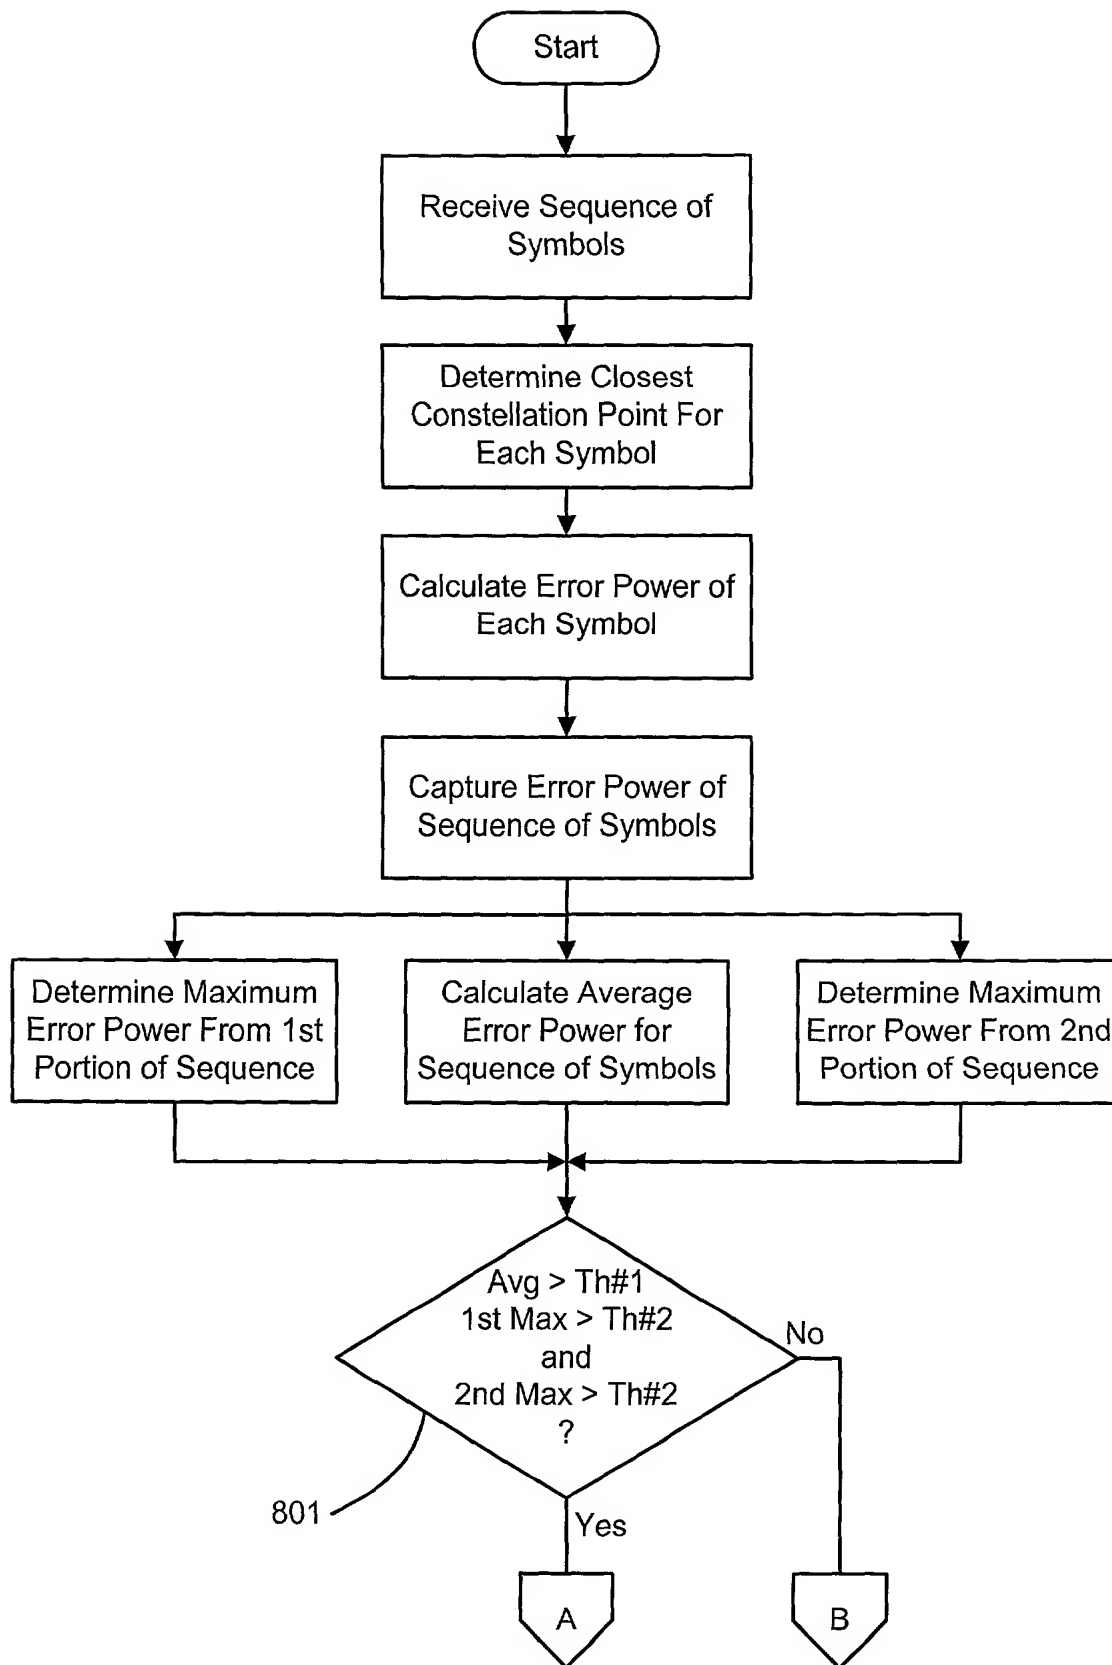 Start
Receive Sequence of
Symbols
Determine Closest
Constellation Point For
Each Symbol
Calculate Error Power of
Each Symbol
Capture Error Power of
Sequence of Symbols
Determine Maximum
Error Power From 1st
Portion of Sequence
Calculate Average
Error Power for
Sequence of Symbols
Determine Maximum
Error Power From 2nd
Portion of Sequence
Avg > Th#1
1st Max > Th#2
and
2nd Max > Th#2
?
No
801
Yes
A
B